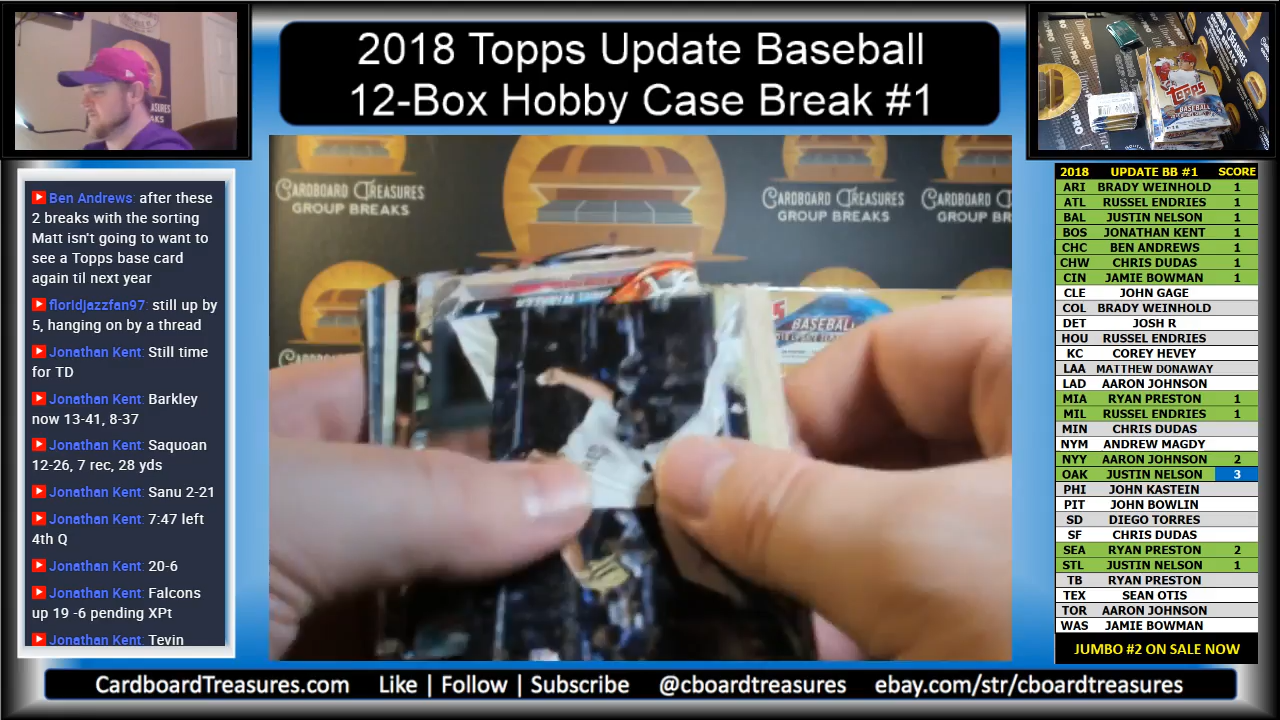 2018 Topps Update Baseball
12-Box Hobby Case Break #1
Ben Andrews: after these
2 breaks with the sorting
Matt isn't going to want to
see a Topps base card
again til next year
floridjazzfan97: still up by
5, hanging on by a thread
Jonathan Kent: Still time
for TD
Jonathan Kent: Barkley
now 13-41, 8-37
Jonathan Kent: Saquoan
12-26, 7 rec, 28 yds
Jonathan Kent: Sanu 2-21
Jonathan Kent: 7:47 left
4th Q
Jonathan Kent: 20-6
Jonathan Kent: Falcons
up 19 -6 pending XPt
Jonathan Kent: Tevin
CARDBOARD TREASURES
GROUP BREAKS
CARDBOARD TREASURES
GROUP BREAKS
CARDBOARD T
GROUP BR
CARDBO
BASEBALL
TOPPS
BASEBALL
2018 UPDATE BB #1 SCORE
ARI BRADY WEINHOLD 1
ATL RUSSEL ENDRIES 1
BAL JUSTIN NELSON 1
BOS JONATHAN KENT 1
CHC BEN ANDREWS 1
CHW CHRIS DUDAS 1
CIN JAMIE BOWMAN 1
CLE JOHN GAGE
COL BRADY WEINHOLD
DET JOSH R
HOU RUSSEL ENDRIES
KC COREY HEVEY
LAA MATTHEW DONAWAY
LAD AARON JOHNSON
MIA RYAN PRESTON 1
MIL RUSSEL ENDRIES 1
MIN CHRIS DUDAS
NYM ANDREW MAGDY
NYY AARON JOHNSON 2
OAK JUSTIN NELSON 3
PHI JOHN KASTEIN
PIT JOHN BOWLIN
SD DIEGO TORRES
SF CHRIS DUDAS
SEA RYAN PRESTON 2
STL JUSTIN NELSON 1
TB RYAN PRESTON
TEX SEAN OTIS
TOR AARON JOHNSON
WAS JAMIE BOWMAN
JUMBO #2 ON SALE NOW
CardboardTreasures.com Like | Follow | Subscribe @cboardtreasures ebay.com/str/cboardtreasures